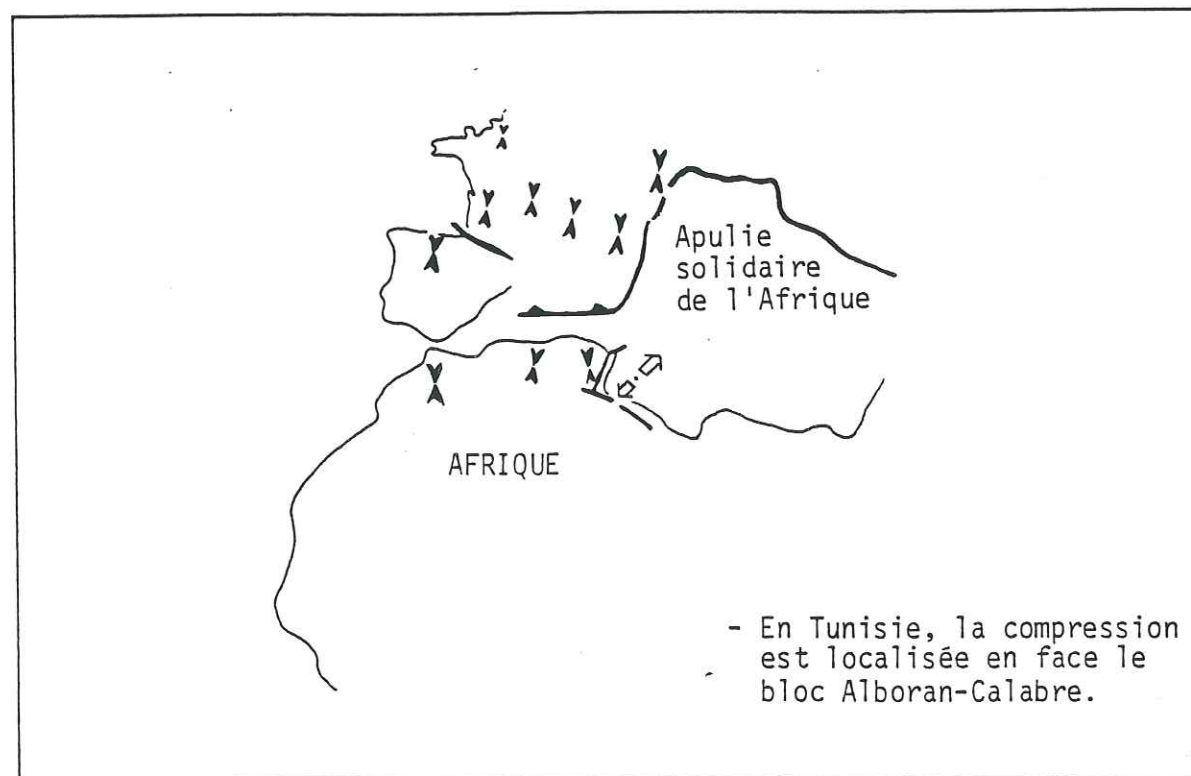 Apulie
solidaire
de l'Afrique
AFRIQUE
- En Tunisie, la compression
est localisée en face le
bloc Alboran-Calabre.